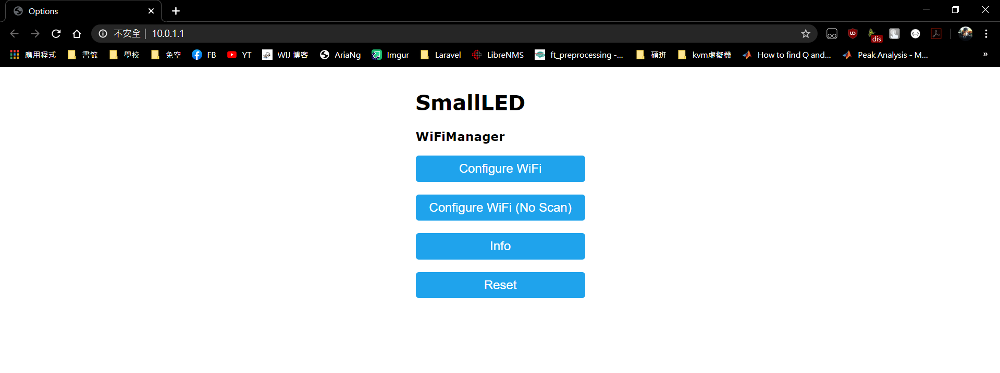 Options
不安全 10.0.1.1
dis
應用程式 書籤 學校 免空 FB YT WIJ 博客 AriaNg Imgur Laravel LibreNMS ft_preprocessing -... 碩班 kvm虛擬機 How to find Q and... Peak Analysis - M... »
SmallLED
WiFiManager
Configure WiFi
Configure WiFi (No Scan)
Info
Reset